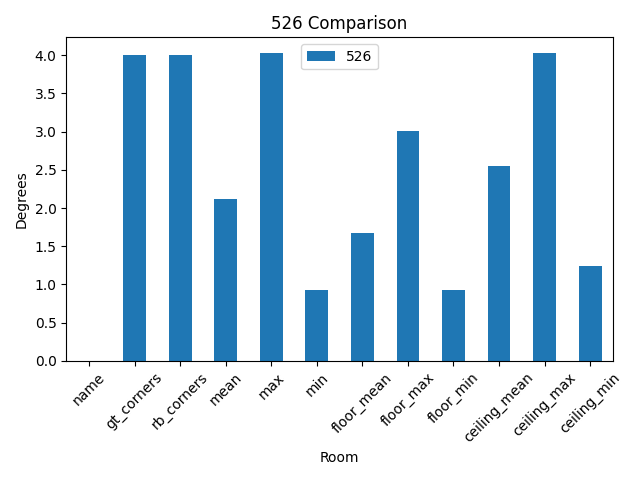 526 Comparison
526
Degrees
4.0
3.5
3.0
2.5
2.0
1.5
1.0
0.5
0.0
name
gt_corners
rb_corners
mean
max
min
floor_mean
floor_max
floor_min
ceiling_mean
ceiling_max
ceiling_min
Room